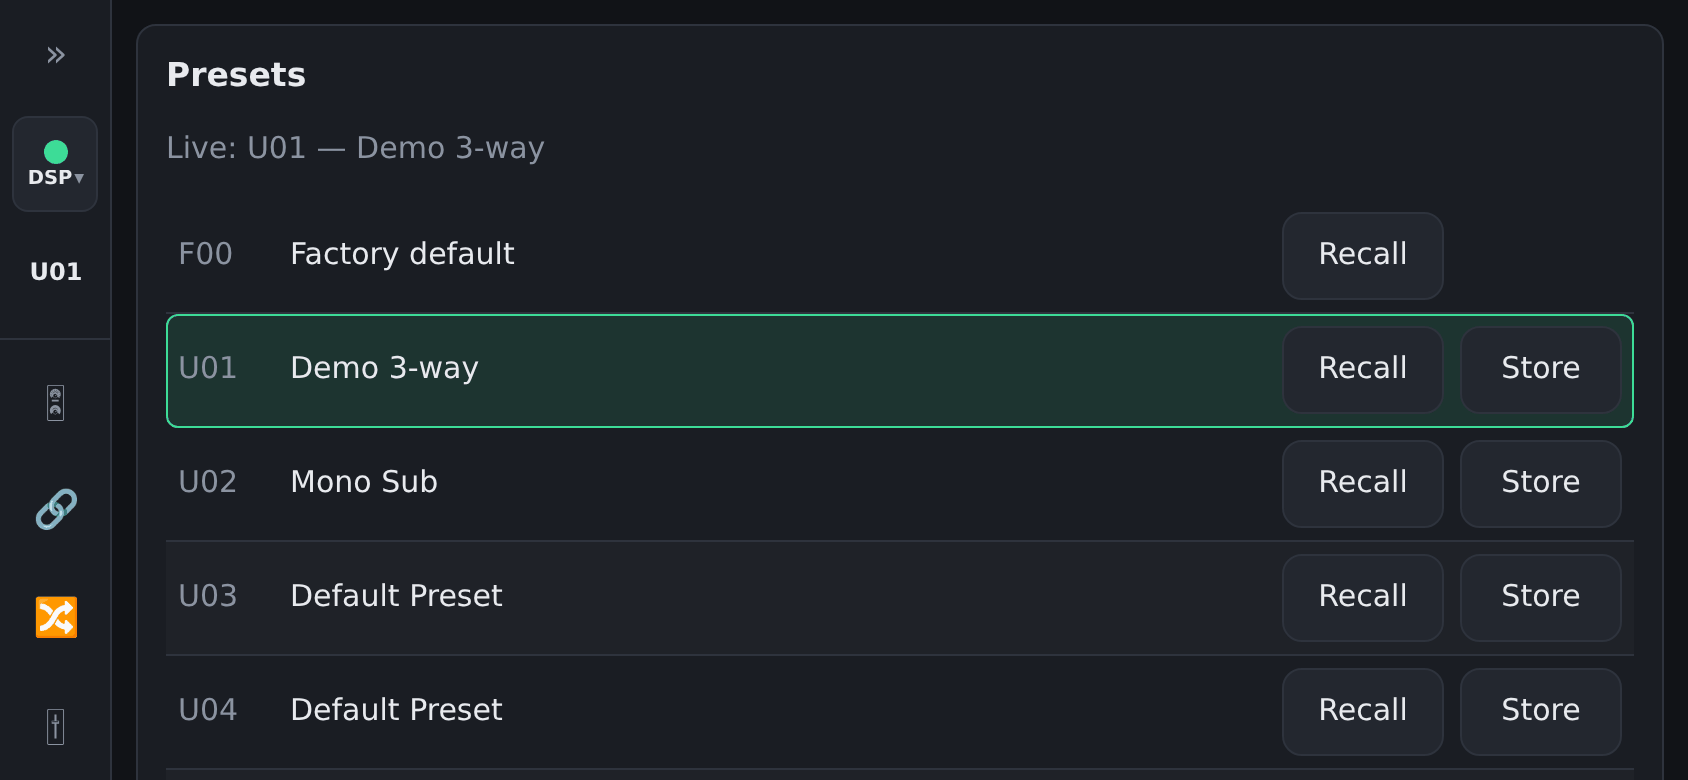 »
DSP▾
U01
Presets
Live: U01 — Demo 3-way
F00 Factory default Recall
U01 Demo 3-way Recall Store
U02 Mono Sub Recall Store
U03 Default Preset Recall Store
U04 Default Preset Recall Store